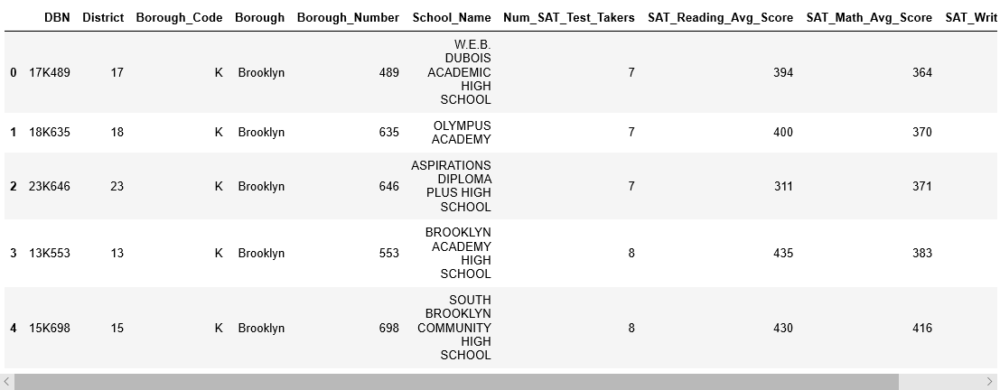 DBN District Borough_Code Borough Borough_Number School_Name Num_SAT_Test_Takers SAT_Reading_Avg_Score SAT_Math_Avg_Score SAT_Writ
W.E.B.
DUBOIS
0 17K489 17 K Brooklyn 489 ACADEMIC 7 394 364
HIGH
SCHOOL
1 18K635 18 K Brooklyn 635 OLYMPUS 7 400 370
ACADEMY
ASPIRATIONS
2 23K646 23 K Brooklyn 646 DIPLOMA 7 311 371
PLUS HIGH
SCHOOL
BROOKLYN
3 13K553 13 K Brooklyn 553 ACADEMY 8 435 383
HIGH
SCHOOL
SOUTH
BROOKLYN
4 15K698 15 K Brooklyn 698 COMMUNITY 8 430 416
HIGH
SCHOOL